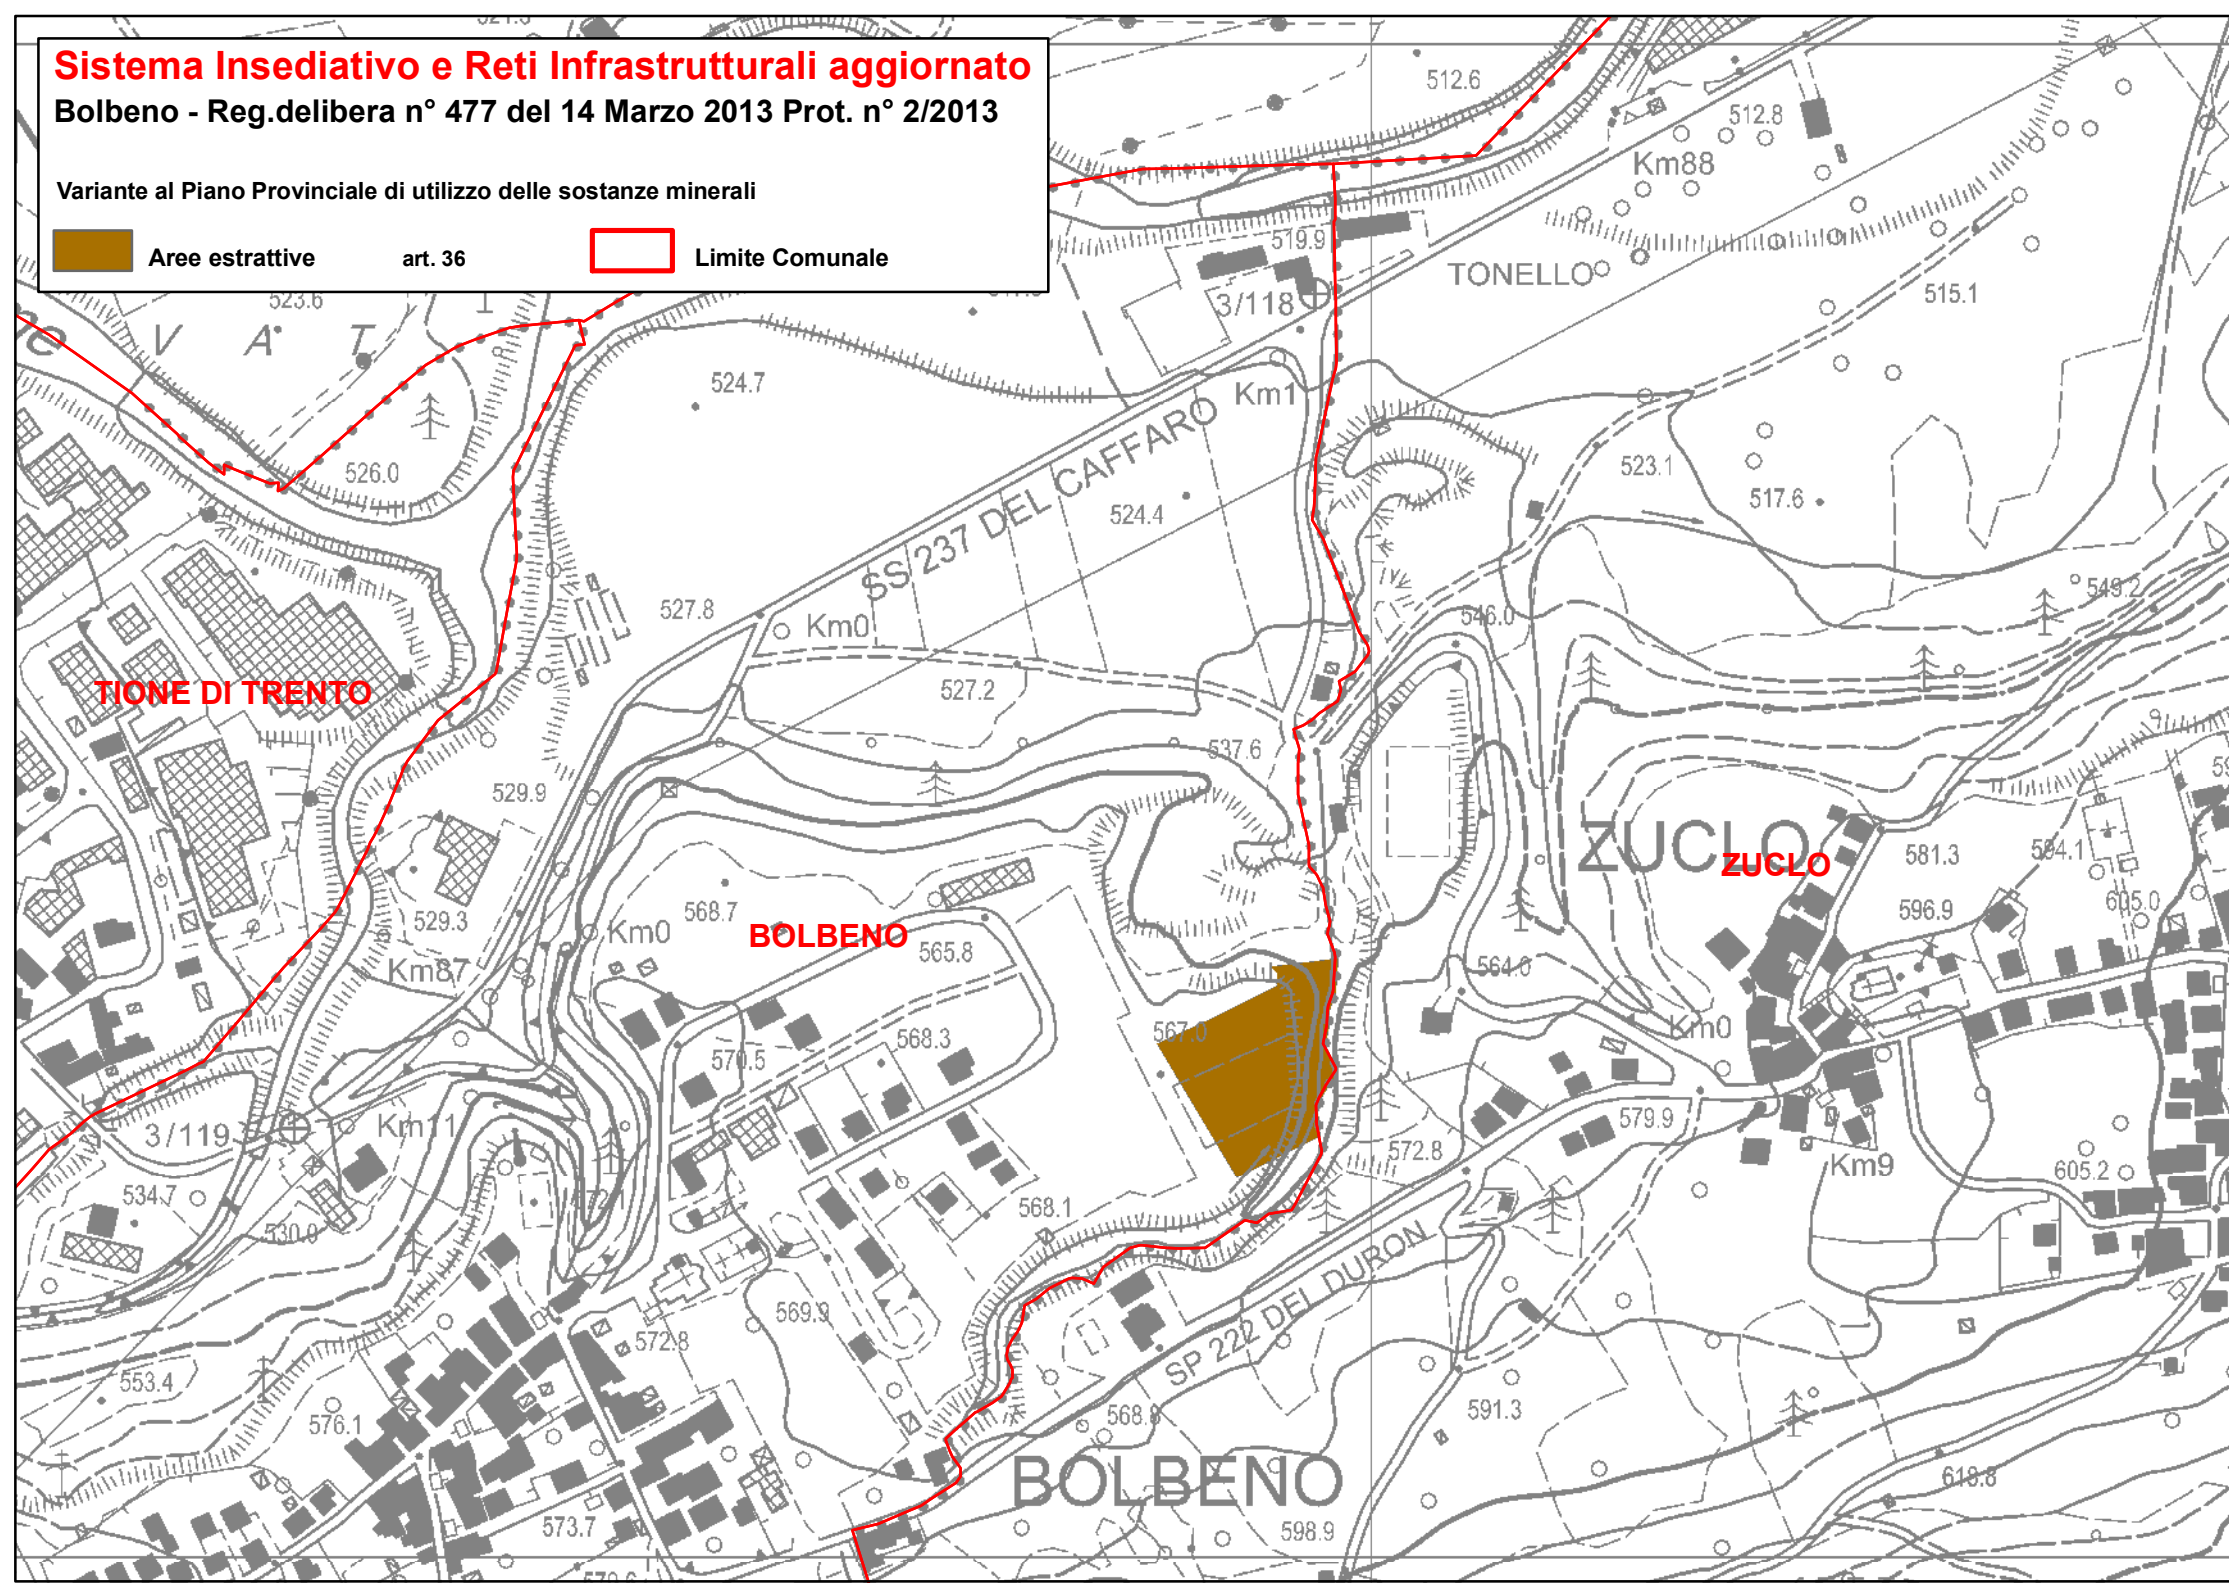 Sistema Insediativo e Reti Infrastrutturali aggiornato
Bolbeno - Reg.delibera n° 477 del 14 Marzo 2013 Prot. n° 2/2013
Variante al Piano Provinciale di utilizzo delle sostanze minerali
Aree estrattive art. 36 Limite Comunale
512.6
512.8
Km88
519.9
TONELLO
515.1
3/118
523.6
V A T
524.7
Km1
526.0
523.1
517.6
524.4
SS 237 DEL CAFFARO
549.2
546.0
527.8
Km0
527.2
TIONE DI TRENTO
537.6
529.9
ZUCLO
ZUCLO
581.3
594.1
596.9
605.0
529.3
568.7
Km0
BOLBENO
565.8
Km87
564.0
567.0
568.3
570.5
Km0
3/119
Km11
579.9
572.8
Km9
605.2
534.7
530.0
568.1
SP 222 DEL DURON
569.9
572.8
553.4
576.1
568.8
591.3
BOLBENO
618.8
573.7
598.9